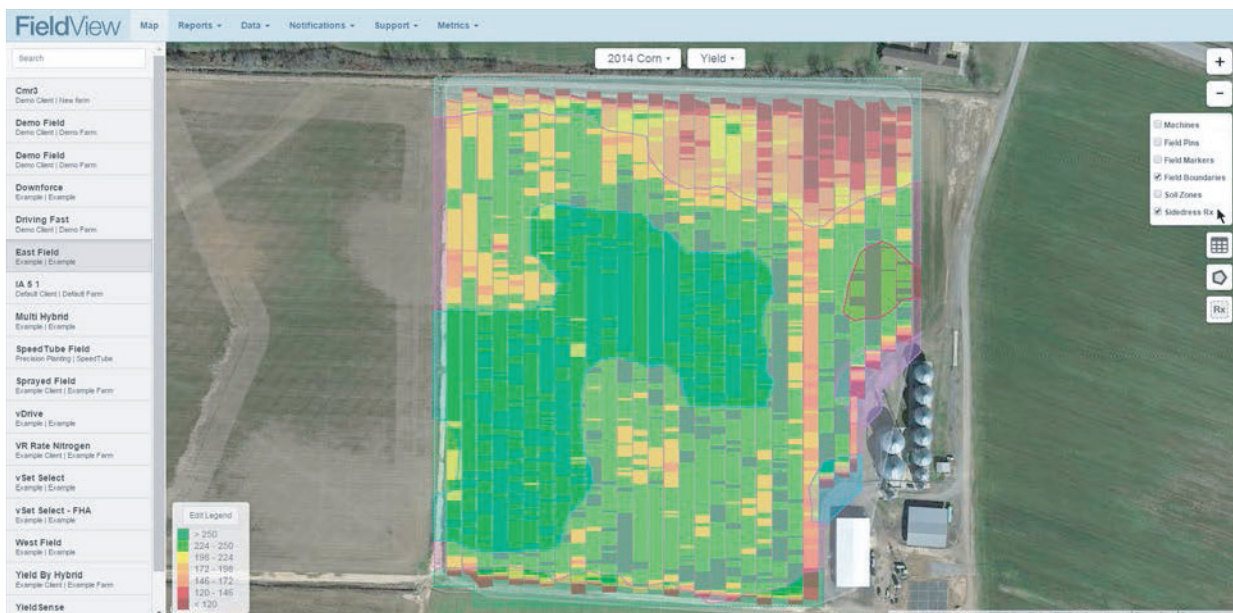 FieldView
Map Reports Data Notifications Support Metrics
Search
Cmr3
Demo Client | New farm
Demo Field
Demo Client | Demo Farm
Demo Field
Demo Client | Demo Farm
Downforce
Example | Example
Driving Fast
Demo Client | Demo Farm
East Field
Example | Example
IA 5 1
Default Client | Default Farm
Multi Hybrid
Example | Example
SpeedTube Field
Precision Planting | SpeedTube
Sprayed Field
Example Client | Example Farm
vDrive
Example | Example
VR Rate Nitrogen
Example Client | Example Farm
vSet Select
Example | Example
vSet Select - FHA
Example | Example
West Field
Example | Example
Yield By Hybrid
Example Client | Example Farm
YieldSense
2014 Corn Yield
+
−
Machines
Field Pins
Field Markers
Field Boundaries
Soil Zones
Sidedress Rx
Rx
Edit Legend
> 250
224 - 250
198 - 224
172 - 198
146 - 172
120 - 146
< 120